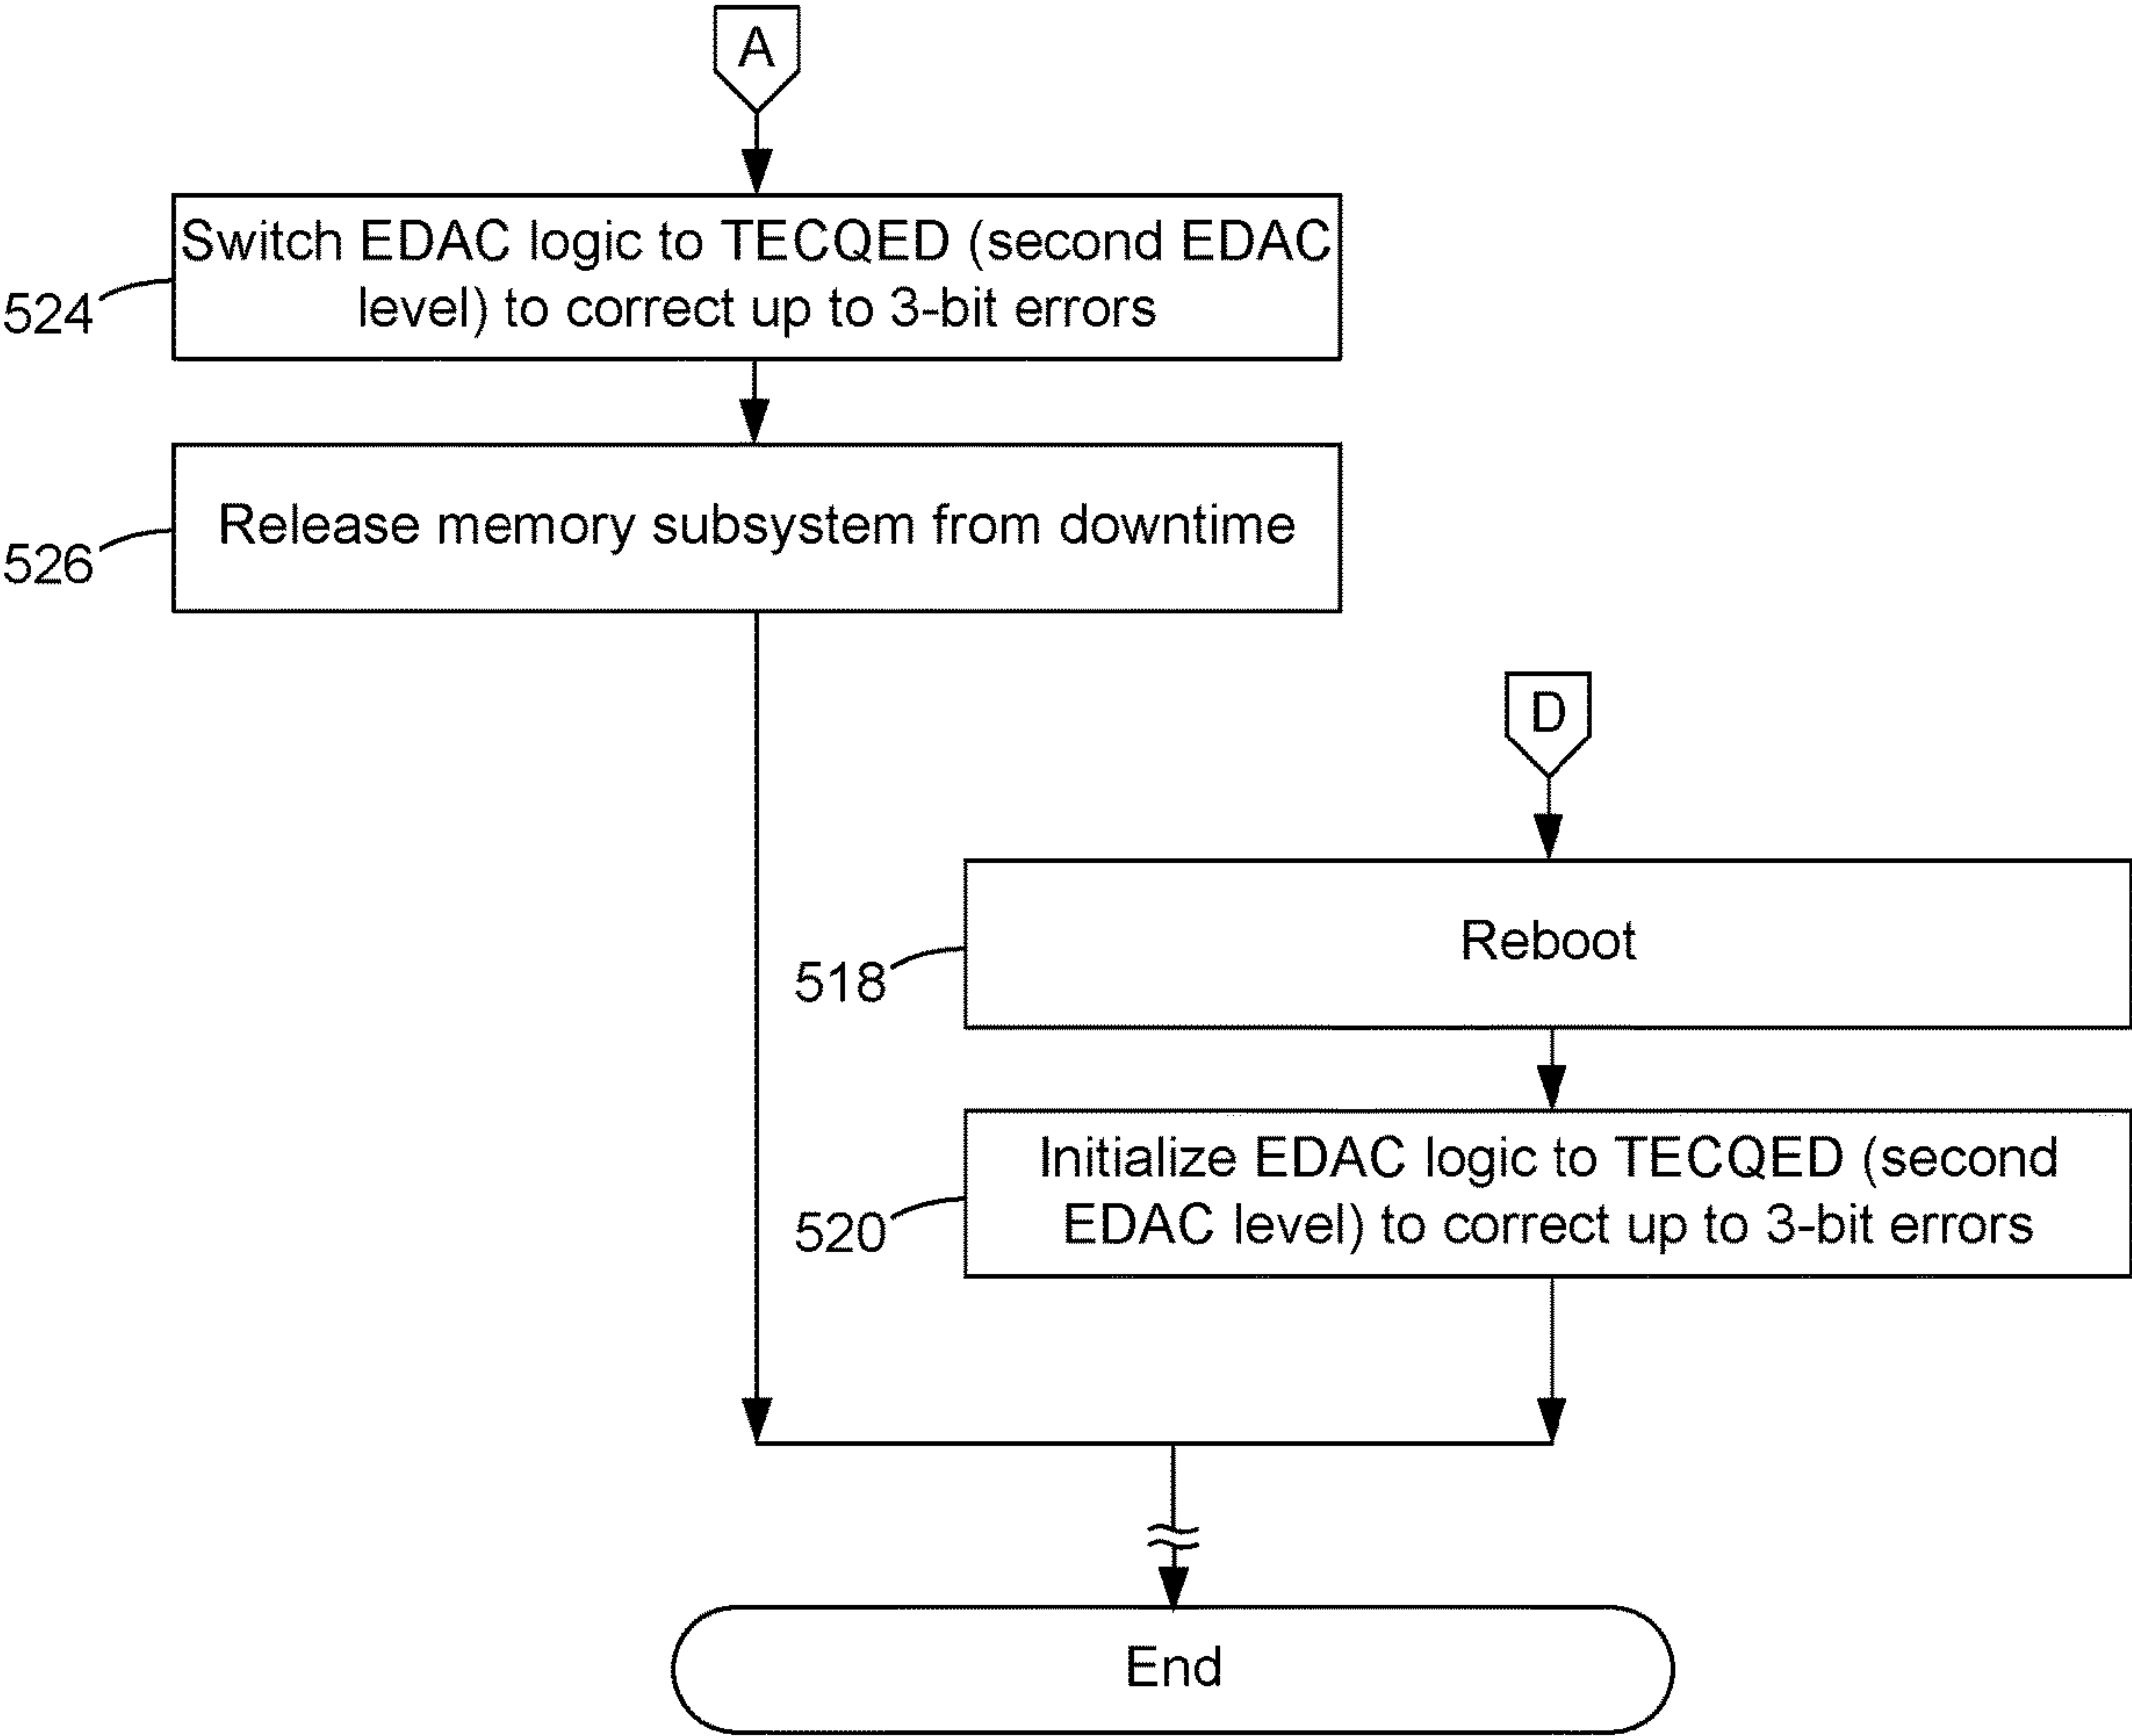 A
Switch EDAC logic to TECQED (second EDAC
level) to correct up to 3-bit errors
524
Release memory subsystem from downtime
526
D
Reboot
518
Initialize EDAC logic to TECQED (second
EDAC level) to correct up to 3-bit errors
520
End